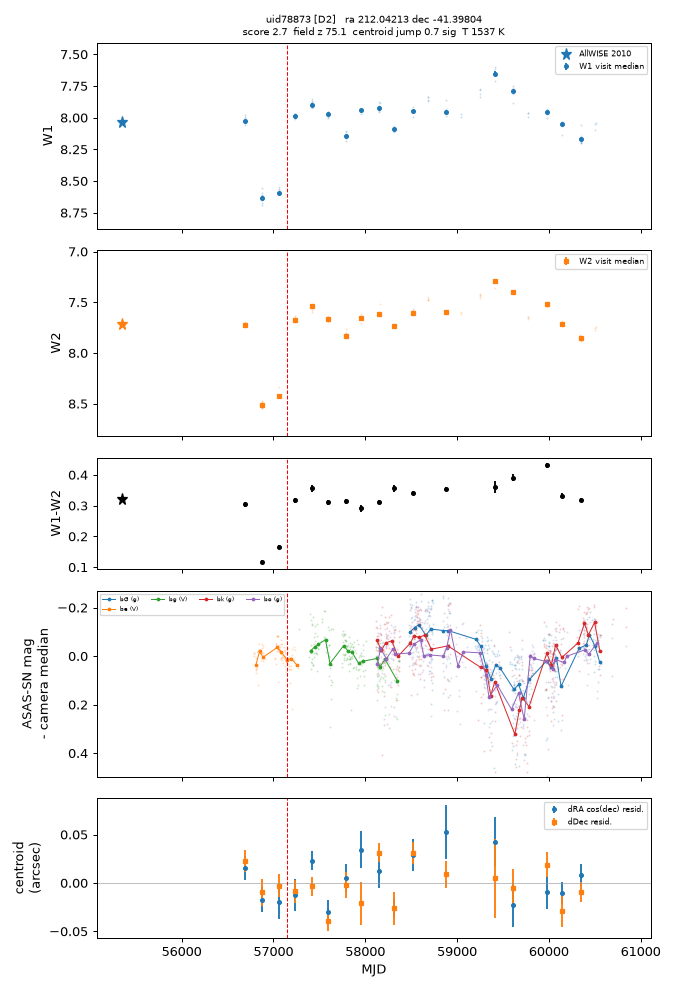 uid78873 [D2]   ra 212.04213 dec -41.39804
score 2.7  field z 75.1  centroid jump 0.7 sig  T 1537 K
7.50
7.75
8.00
8.25
8.50
8.75
W1
AllWISE 2010
W1 visit median
7.0
7.5
8.0
8.5
W2
W2 visit median
0.4
0.3
0.2
0.1
W1-W2
−0.2
0.0
0.2
0.4
ASAS-SN mag
- camera median
bG (g)
be (V)
bg (V)
bk (g)
bo (g)
0.05
0.00
−0.05
centroid
(arcsec)
dRA cos(dec) resid.
dDec resid.
56000
57000
58000
59000
60000
61000
MJD